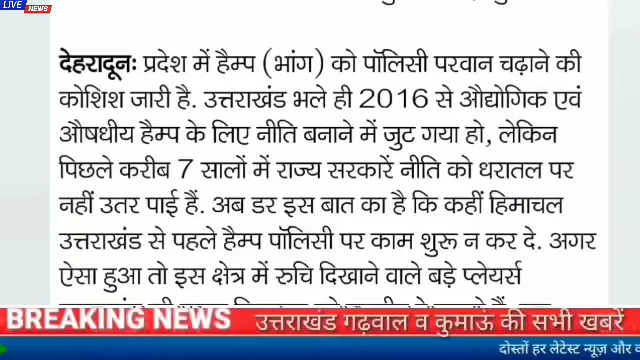 LIVE
NEWS
देहरादूनः प्रदेश में हैम्प (भांग) को पॉलिसी परवान चढ़ाने की
कोशिश जारी है. उत्तराखंड भले ही 2016 से औद्योगिक एवं
औषधीय हैम्प के लिए नीति बनाने में जुट गया हो, लेकिन
पिछले करीब 7 सालों में राज्य सरकारें नीति को धरातल पर
नहीं उतर पाई हैं. अब डर इस बात का है कि कहीं हिमाचल
उत्तराखंड से पहले हैम्प पॉलिसी पर काम शुरू न कर दे. अगर
ऐसा हुआ तो इस क्षेत्र में रुचि दिखाने वाले बड़े प्लेयर्स
BREAKING NEWS उत्तराखंड गढ़वाल व कुमाऊं की सभी खबरें
दोस्तों हर लेटेस्ट न्यूज़ और